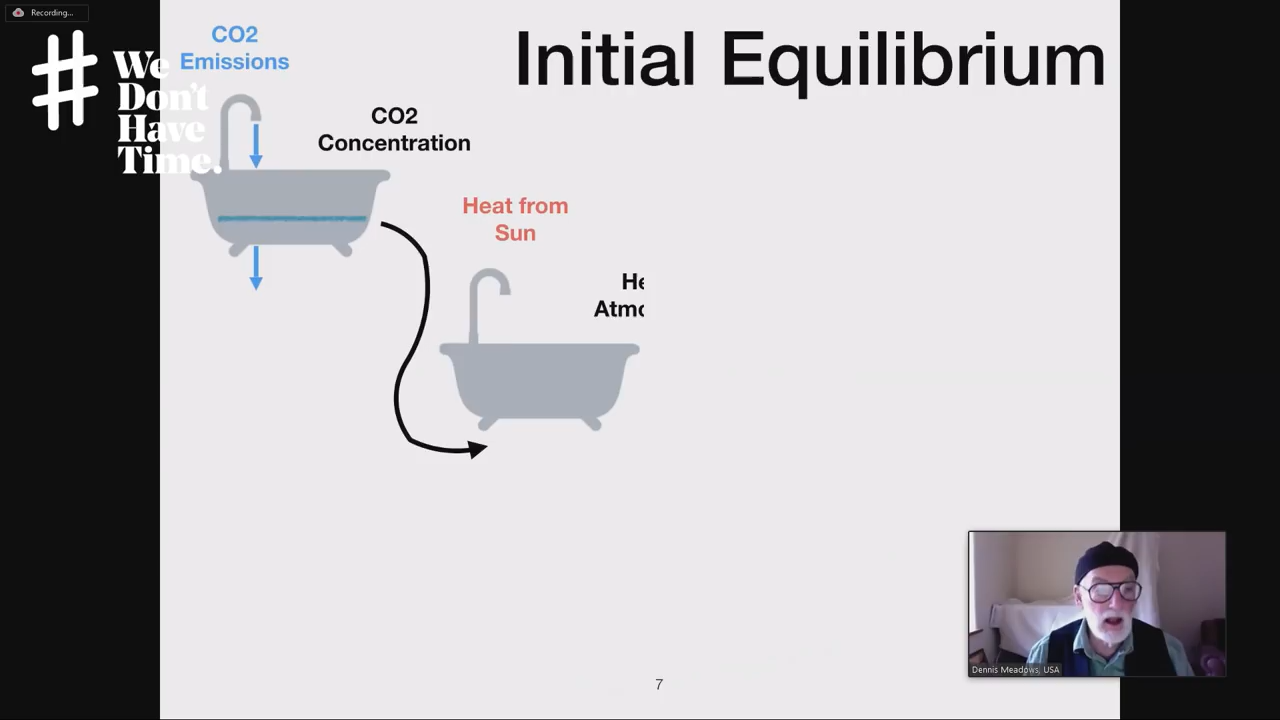 Recording...
#
We
Don't
Have
Time.
CO2
Emissions
Initial Equilibrium
CO2
Concentration
Heat from
Sun
He
Atmo
Dennis Meadows, USA
7